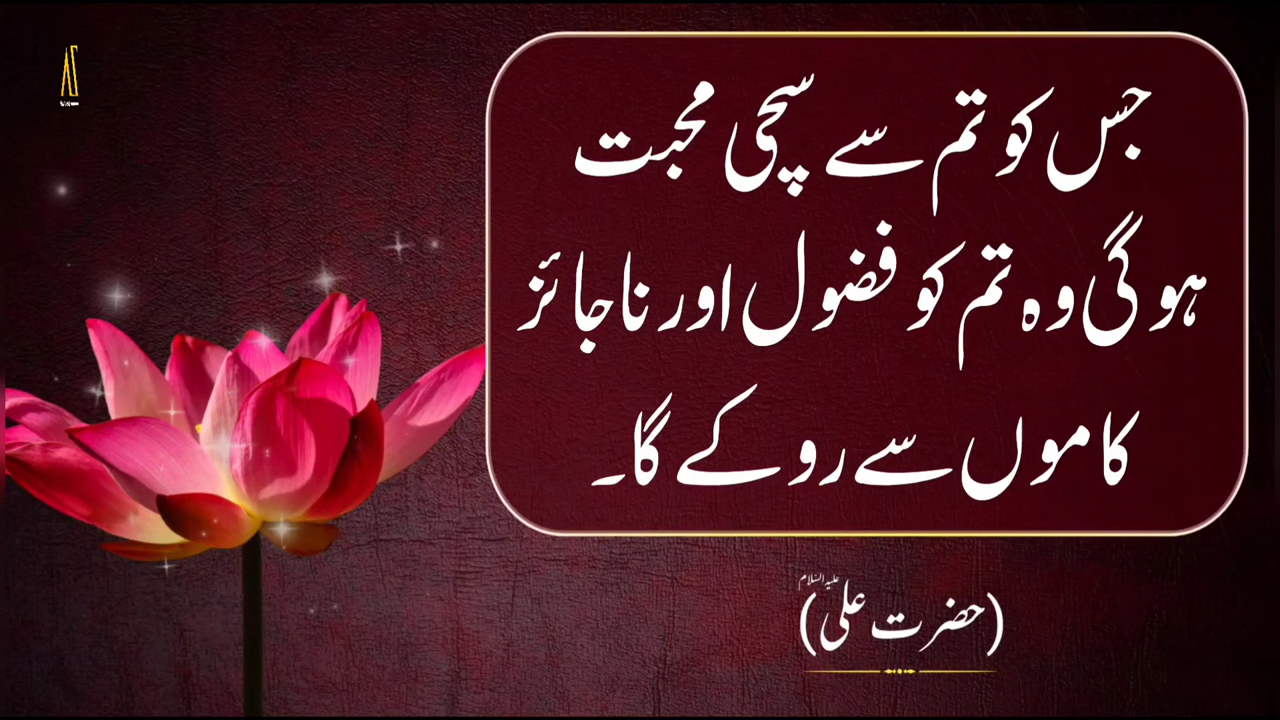 جس کو تم سے سچی محبت
ہوگی وہ تم کو فضول اور ناجائز
کاموں سے روکے گا۔
(حضرت علی علیہ السلام)